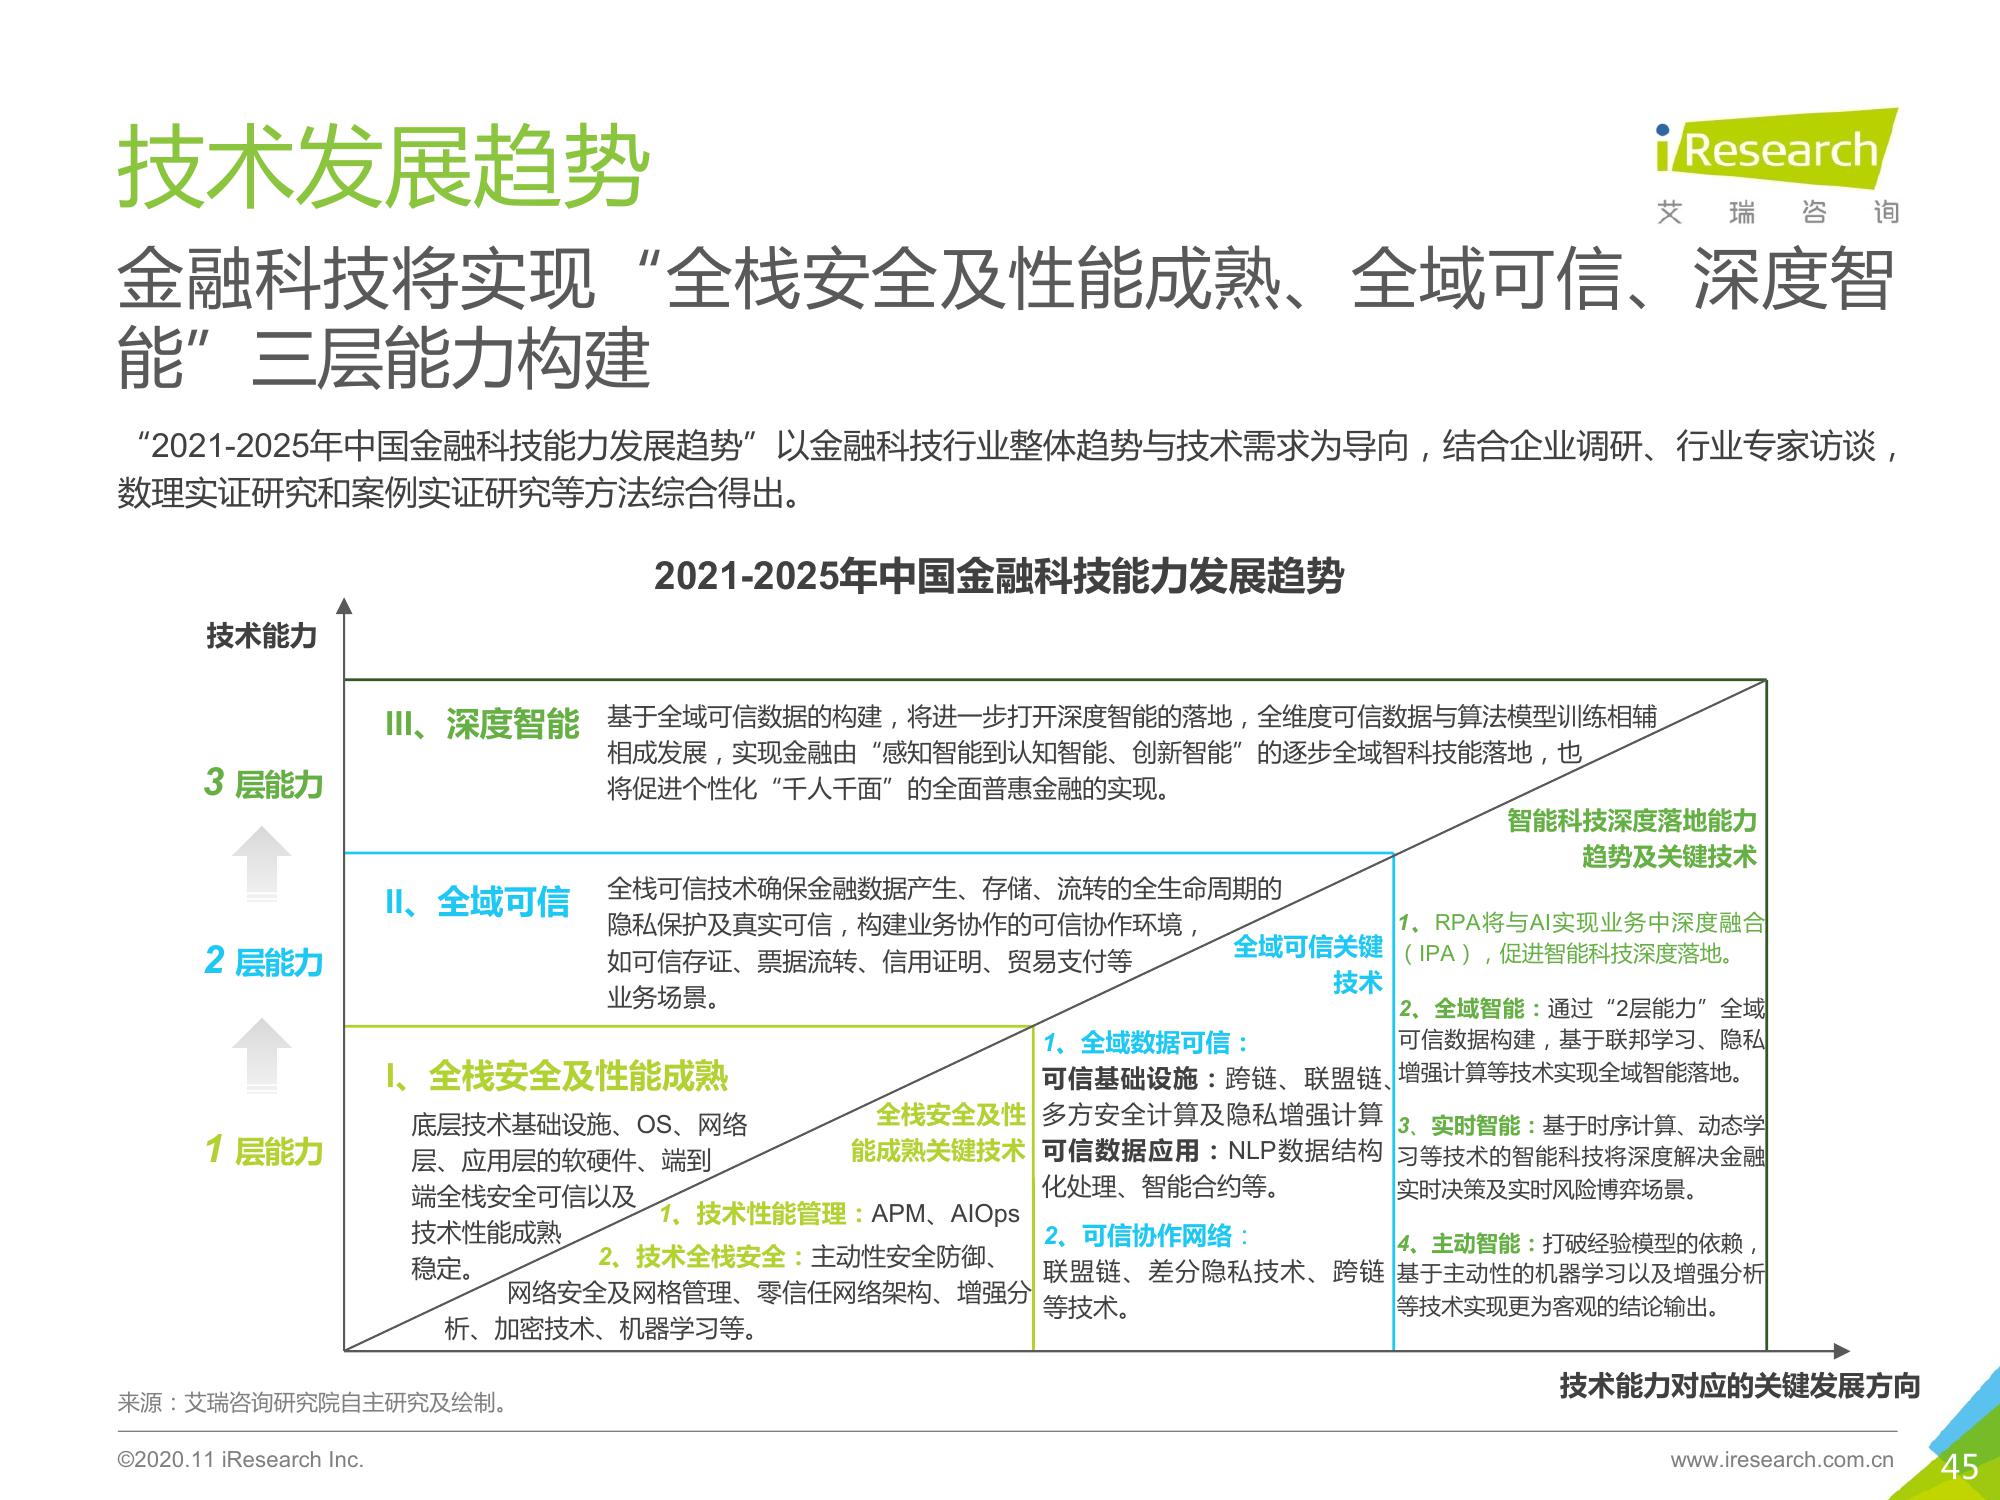 技术发展趋势
iResearch
艾 瑞 咨 询
金融科技将实现“全栈安全及性能成熟、全域可信、深度智
能”三层能力构建
“2021-2025年中国金融科技能力发展趋势”以金融科技行业整体趋势与技术需求为导向，结合企业调研、行业专家访谈，
数理实证研究和案例实证研究等方法综合得出。
2021-2025年中国金融科技能力发展趋势
技术能力
3 层能力
2 层能力
1 层能力
III、深度智能
基于全域可信数据的构建，将进一步打开深度智能的落地，全维度可信数据与算法模型训练相辅
相成发展，实现金融由“感知智能到认知智能、创新智能”的逐步全域智科技能落地，也
将促进个性化“千人千面”的全面普惠金融的实现。
II、全域可信
全栈可信技术确保金融数据产生、存储、流转的全生命周期的
隐私保护及真实可信，构建业务协作的可信协作环境，
如可信存证、票据流转、信用证明、贸易支付等
业务场景。
I、全栈安全及性能成熟
底层技术基础设施、OS、网络
层、应用层的软硬件、端到
端全栈安全可信以及
技术性能成熟
稳定。
全栈安全及性
能成熟关键技术
1、技术性能管理：APM、AIOps
2、技术全栈安全：主动性安全防御、
网络安全及网格管理、零信任网络架构、增强分
析、加密技术、机器学习等。
全域可信关键
技术
1、全域数据可信：
可信基础设施：跨链、联盟链、
多方安全计算及隐私增强计算
可信数据应用：NLP数据结构
化处理、智能合约等。
2、可信协作网络：
联盟链、差分隐私技术、跨链
等技术。
智能科技深度落地能力
趋势及关键技术
1、RPA将与AI实现业务中深度融合
（IPA），促进智能科技深度落地。
2、全域智能：通过“2层能力”全域
可信数据构建，基于联邦学习、隐私
增强计算等技术实现全域智能落地。
3、实时智能：基于时序计算、动态学
习等技术的智能科技将深度解决金融
实时决策及实时风险博弈场景。
4、主动智能：打破经验模型的依赖，
基于主动性的机器学习以及增强分析
等技术实现更为客观的结论输出。
技术能力对应的关键发展方向
来源：艾瑞咨询研究院自主研究及绘制。
©2020.11 iResearch Inc.
www.iresearch.com.cn
45